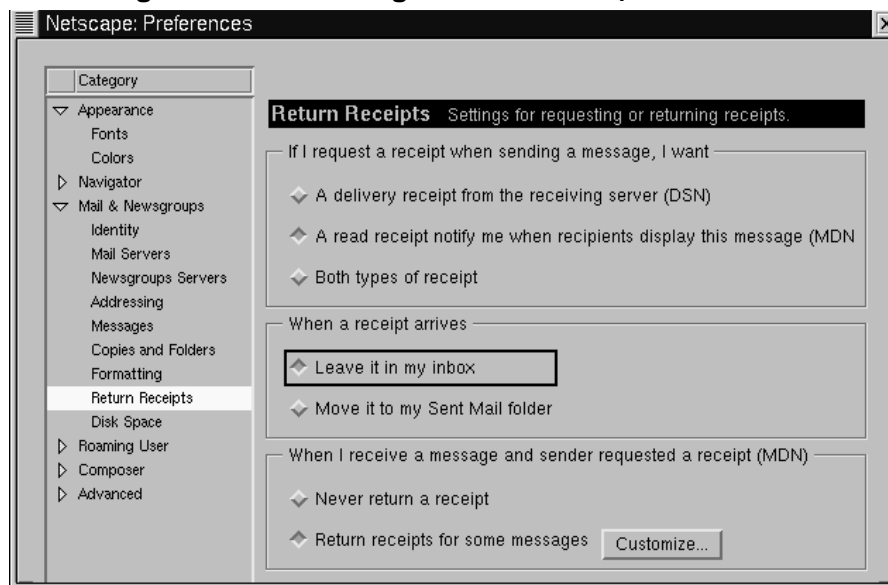 Netscape: Preferences
Category
Appearance
Fonts
Colors
Navigator
Mail & Newsgroups
Identity
Mail Servers
Newsgroups Servers
Addressing
Messages
Copies and Folders
Formatting
Return Receipts
Disk Space
Roaming User
Composer
Advanced
Return Receipts Settings for requesting or returning receipts.
If I request a receipt when sending a message, I want
A delivery receipt from the receiving server (DSN)
A read receipt notify me when recipients display this message (MDN
Both types of receipt
When a receipt arrives
Leave it in my inbox
Move it to my Sent Mail folder
When I receive a message and sender requested a receipt (MDN)
Never return a receipt
Return receipts for some messages Customize...